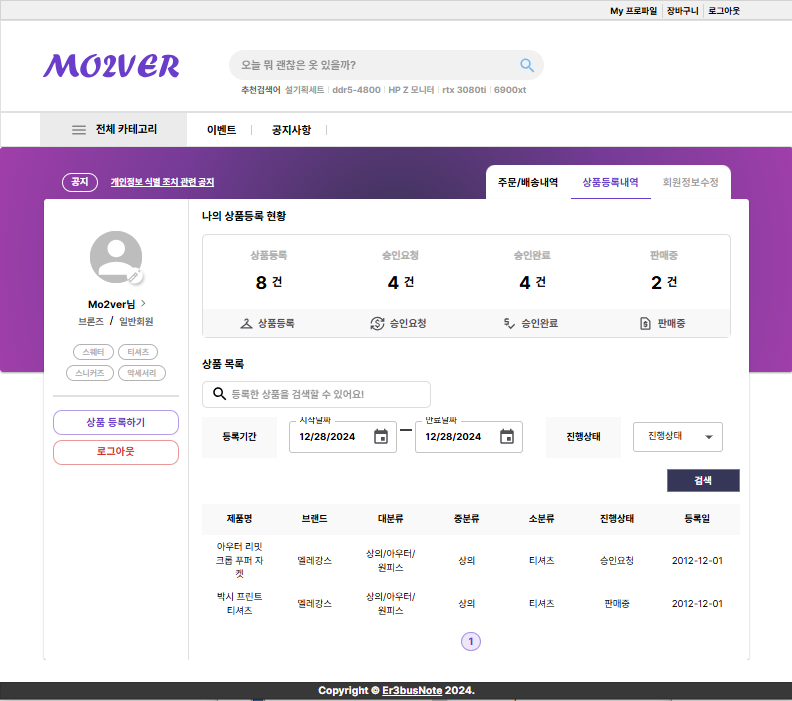 My 프로파일 장바구니 로그아웃
MO2VER
오늘 뭐 괜찮은 옷 있을까?
추천검색어 설기획세트 ddr5-4800 HP Z 모니터 rtx 3080ti 6900xt
전체 카테고리 이벤트 공지사항
공지 개인정보 식별 조치 관련 공지
주문/배송내역 상품등록내역 회원정보수정
Mo2ver님
브론즈 / 일반회원
스웨터 티셔츠
스니커즈 악세서리
상품 등록하기
로그아웃
나의 상품등록 현황
상품등록 승인요청 승인완료 판매중
8 건 4 건 4 건 2 건
상품등록 승인요청 승인완료 판매중
상품 목록
등록한 상품을 검색할 수 있어요!
시작날짜 만료날짜
등록기간 12/28/2024 12/28/2024 진행상태 진행상태
검색
제품명 브랜드 대분류 중분류 소분류 진행상태 등록일
아우터 리밋
크롭 푸퍼 자
켓
엘레강스
상의/아우터/
원피스
상의
티셔츠
승인요청
2012-12-01
박시 프린트
티셔츠
엘레강스
상의/아우터/
원피스
상의
티셔츠
판매중
2012-12-01
1
Copyright © Er3busNote 2024.